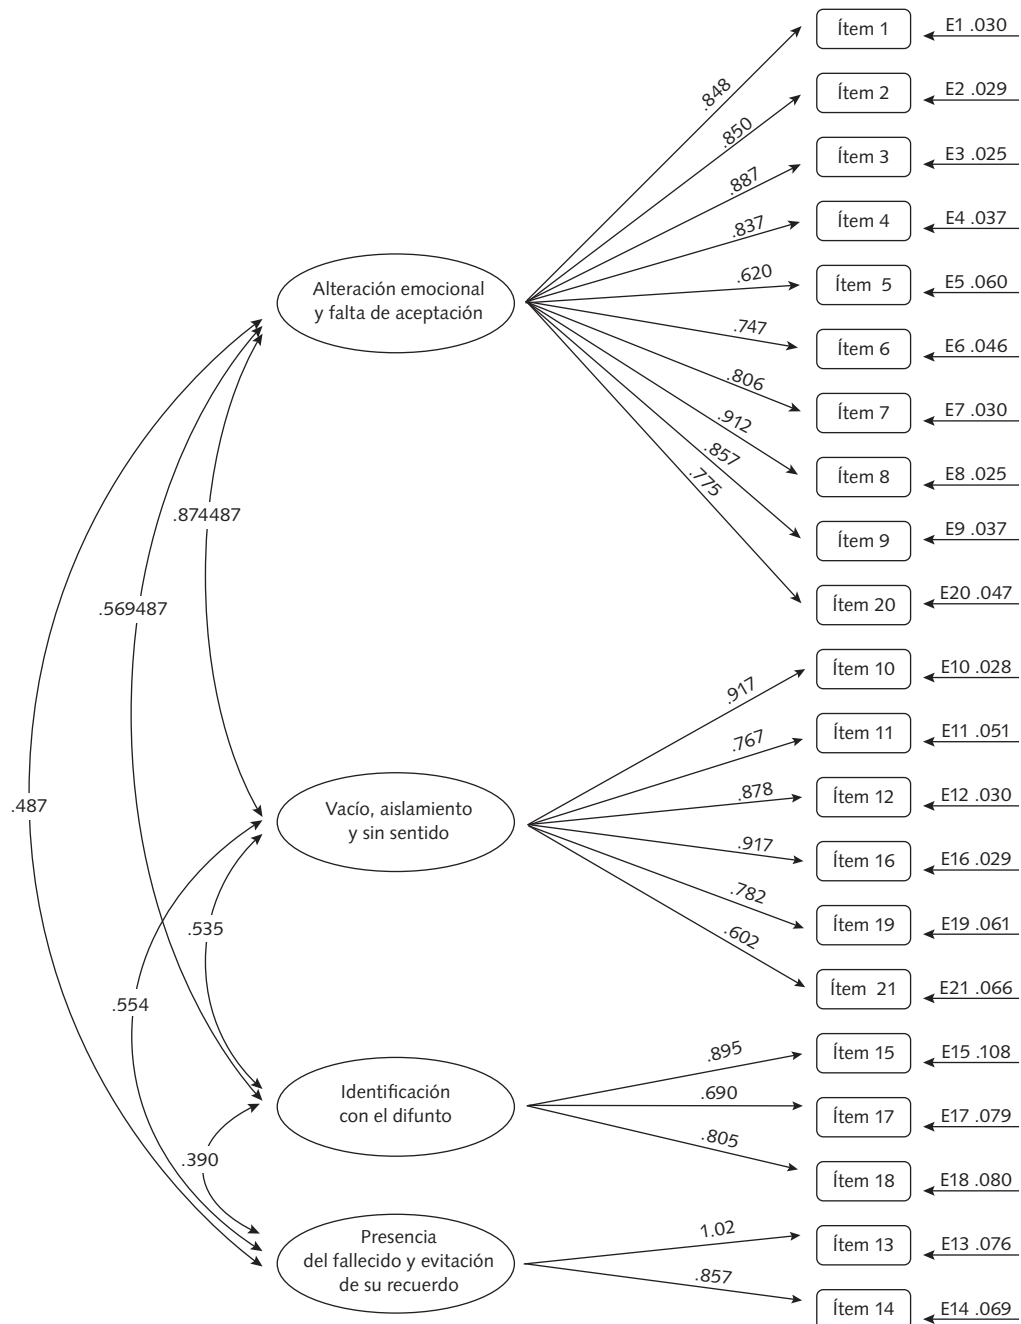 Ítem 1
E1 .030
.848
Ítem 2
E2 .029
.850
Ítem 3
E3 .025
.887
Ítem 4
E4 .037
.837
Ítem 5
E5 .060
.620
Alteración emocional
y falta de aceptación
Ítem 6
E6 .046
.747
Ítem 7
E7 .030
.806
Ítem 8
E8 .025
.912
Ítem 9
E9 .037
.857
Ítem 20
E20 .047
.775
.874487
.569487
.487
Ítem 10
E10 .028
.917
Ítem 11
E11 .051
.767
Ítem 12
E12 .030
.878
Vacío, aislamiento
y sin sentido
Ítem 16
E16 .029
.917
Ítem 19
E19 .061
.782
Ítem 21
E21 .066
.602
.535
.554
Ítem 15
E15 .108
.895
Identificación
con el difunto
Ítem 17
E17 .079
.690
Ítem 18
E18 .080
.805
.390
Presencia
del fallecido y evitación
de su recuerdo
Ítem 13
E13 .076
1.02
Ítem 14
E14 .069
.857